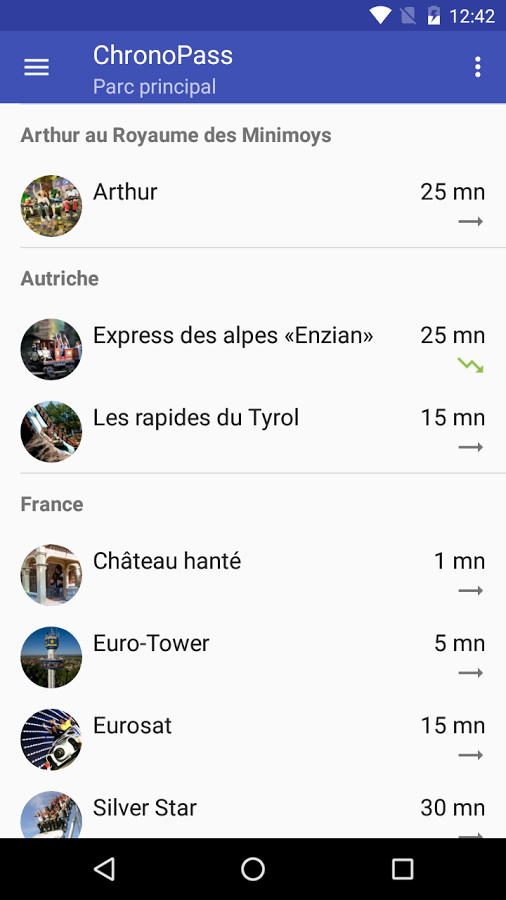 12:42
ChronoPass
Parc principal
Arthur au Royaume des Minimoys
Arthur 25 mn
Autriche
Express des alpes «Enzian» 25 mn
Les rapides du Tyrol 15 mn
France
Château hanté 1 mn
Euro-Tower 5 mn
Eurosat 15 mn
Silver Star 30 mn